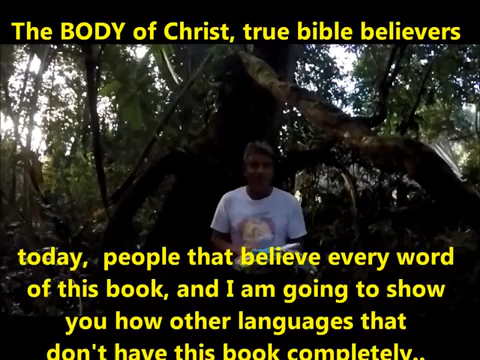 The BODY of Christ, true bible believers
today,  people that believe every word
of this book, and I am going to show
you how other languages that
don't have this book completely..